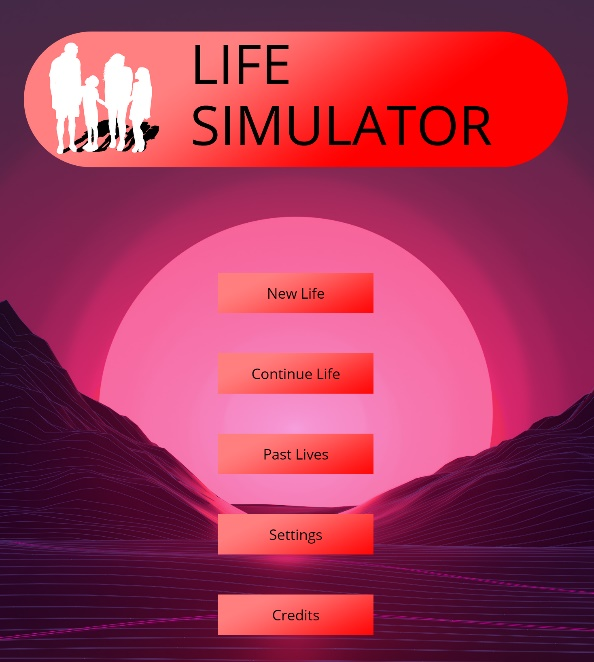 LIFE
SIMULATOR
New Life
Continue Life
Past Lives
Settings
Credits